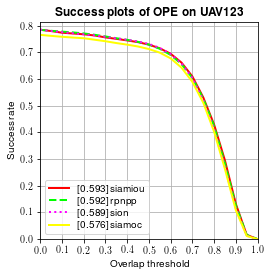 Success plots of OPE on UAV123
0.8
0.7
0.6
0.5
0.4
0.3
0.2
0.1
0.0
Success rate
[0.593] siamiou
[0.592] rpnpp
[0.589] sion
[0.576] siamoc
0.0 0.1 0.2 0.3 0.4 0.5 0.6 0.7 0.8 0.9 1.0
Overlap threshold